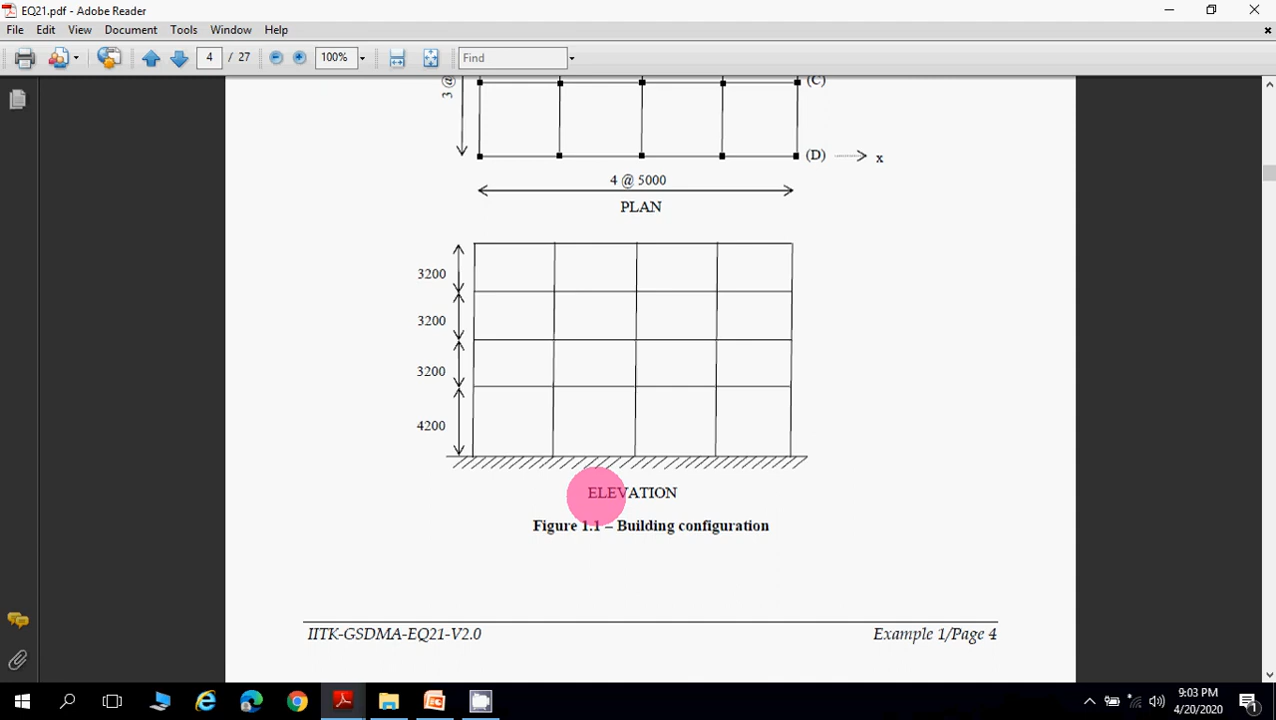 EQ21.pdf - Adobe Reader
File Edit View Document Tools Window Help
4 / 27 100% Find
3 @
(C)
(D) x
4 @ 5000
PLAN
3200
3200
3200
4200
ELEVATION
Figure 1.1 – Building configuration
IITK-GSDMA-EQ21-V2.0 Example 1/Page 4
9:03 PM
4/20/2020
1